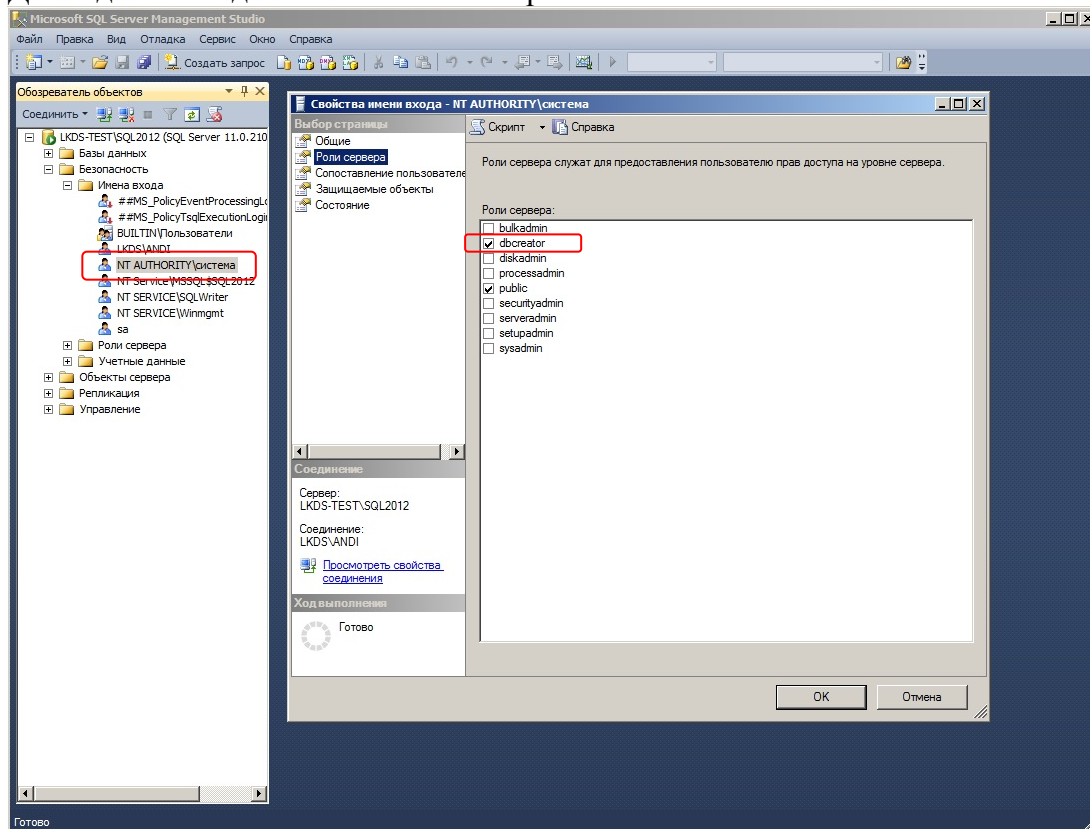 Microsoft SQL Server Management Studio
Файл Правка Вид Отладка Сервис Окно Справка
Создать запрос
Обозреватель объектов
Соединить
LKDS-TEST\SQL2012 (SQL Server 11.0.210
Базы данных
Безопасность
Имена входа
##MS_PolicyEventProcessingLo
##MS_PolicyTsqlExecutionLogin
BUILTIN\Пользователи
LKDS\ANDI
NT AUTHORITY\система
NT Service\MSSQL$SQL2012
NT SERVICE\SQLWriter
NT SERVICE\Winmgmt
sa
Роли сервера
Учетные данные
Объекты сервера
Репликация
Управление
Свойства имени входа - NT AUTHORITY\система
Выбор страницы
Общие
Роли сервера
Сопоставление пользователе
Защищаемые объекты
Состояние
Соединение
Сервер:
LKDS-TEST\SQL2012
Соединение:
LKDS\ANDI
Просмотреть свойства
соединения
Ход выполнения
Готово
Скрипт Справка
Роли сервера служат для предоставления пользователю прав доступа на уровне сервера.
Роли сервера:
bulkadmin
dbcreator
diskadmin
processadmin
public
securityadmin
serveradmin
setupadmin
sysadmin
OK Отмена
Готово